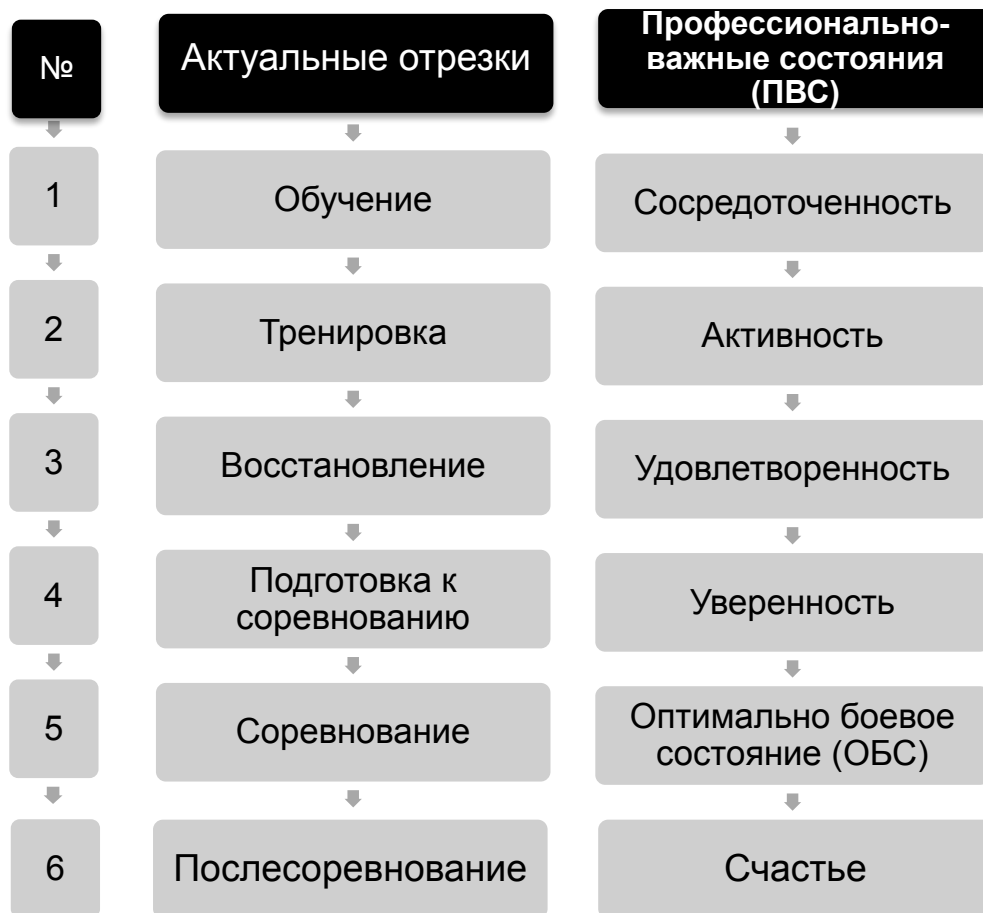 №
Актуальные отрезки
Профессионально-
важные состояния
(ПВС)
1
Обучение
Сосредоточенность
2
Тренировка
Активность
3
Восстановление
Удовлетворенность
4
Подготовка к
соревнованию
Уверенность
5
Соревнование
Оптимально боевое
состояние (ОБС)
6
Послесоревнование
Счастье